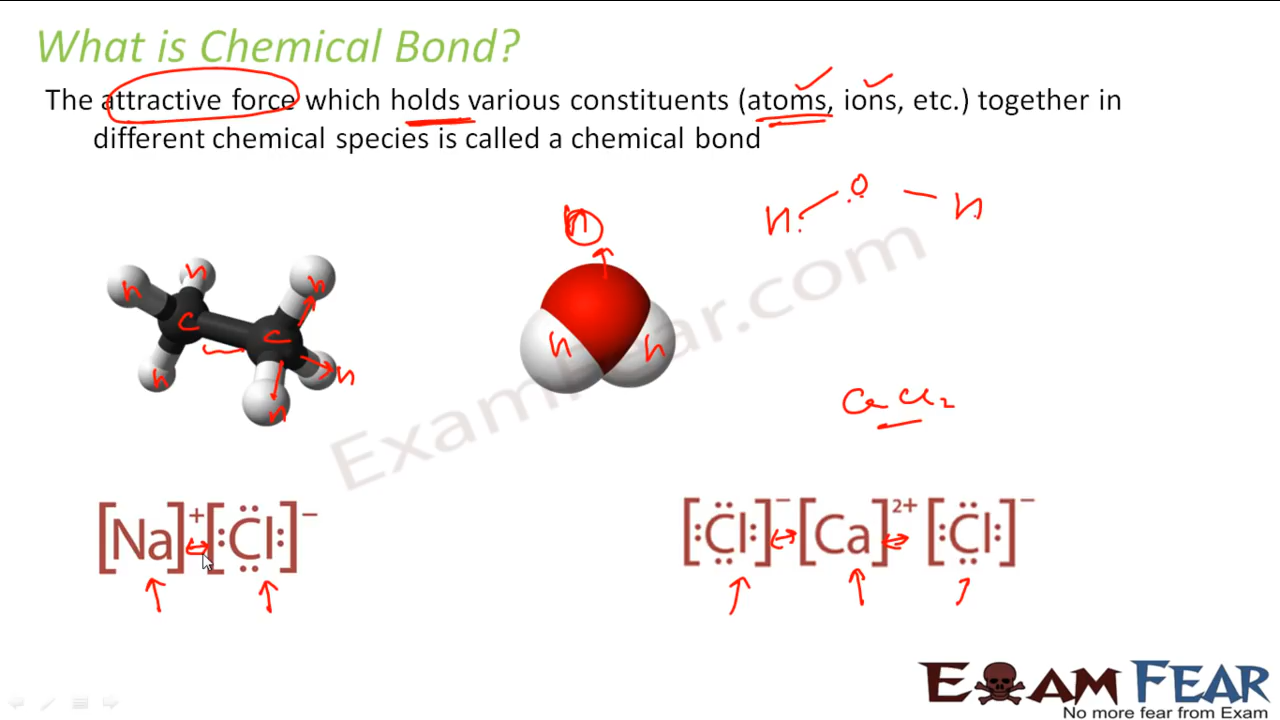 What is Chemical Bond?
The attractive force which holds various constituents (atoms, ions, etc.) together in
different chemical species is called a chemical bond
H O H
H
H H H
C C
H H H
H H
CaCl2
ExamFear.com
[Na]+ [:Cl:]−
[:Cl:]− [Ca]2+ [:Cl:]−
EXAM FEAR
No more fear from Exam